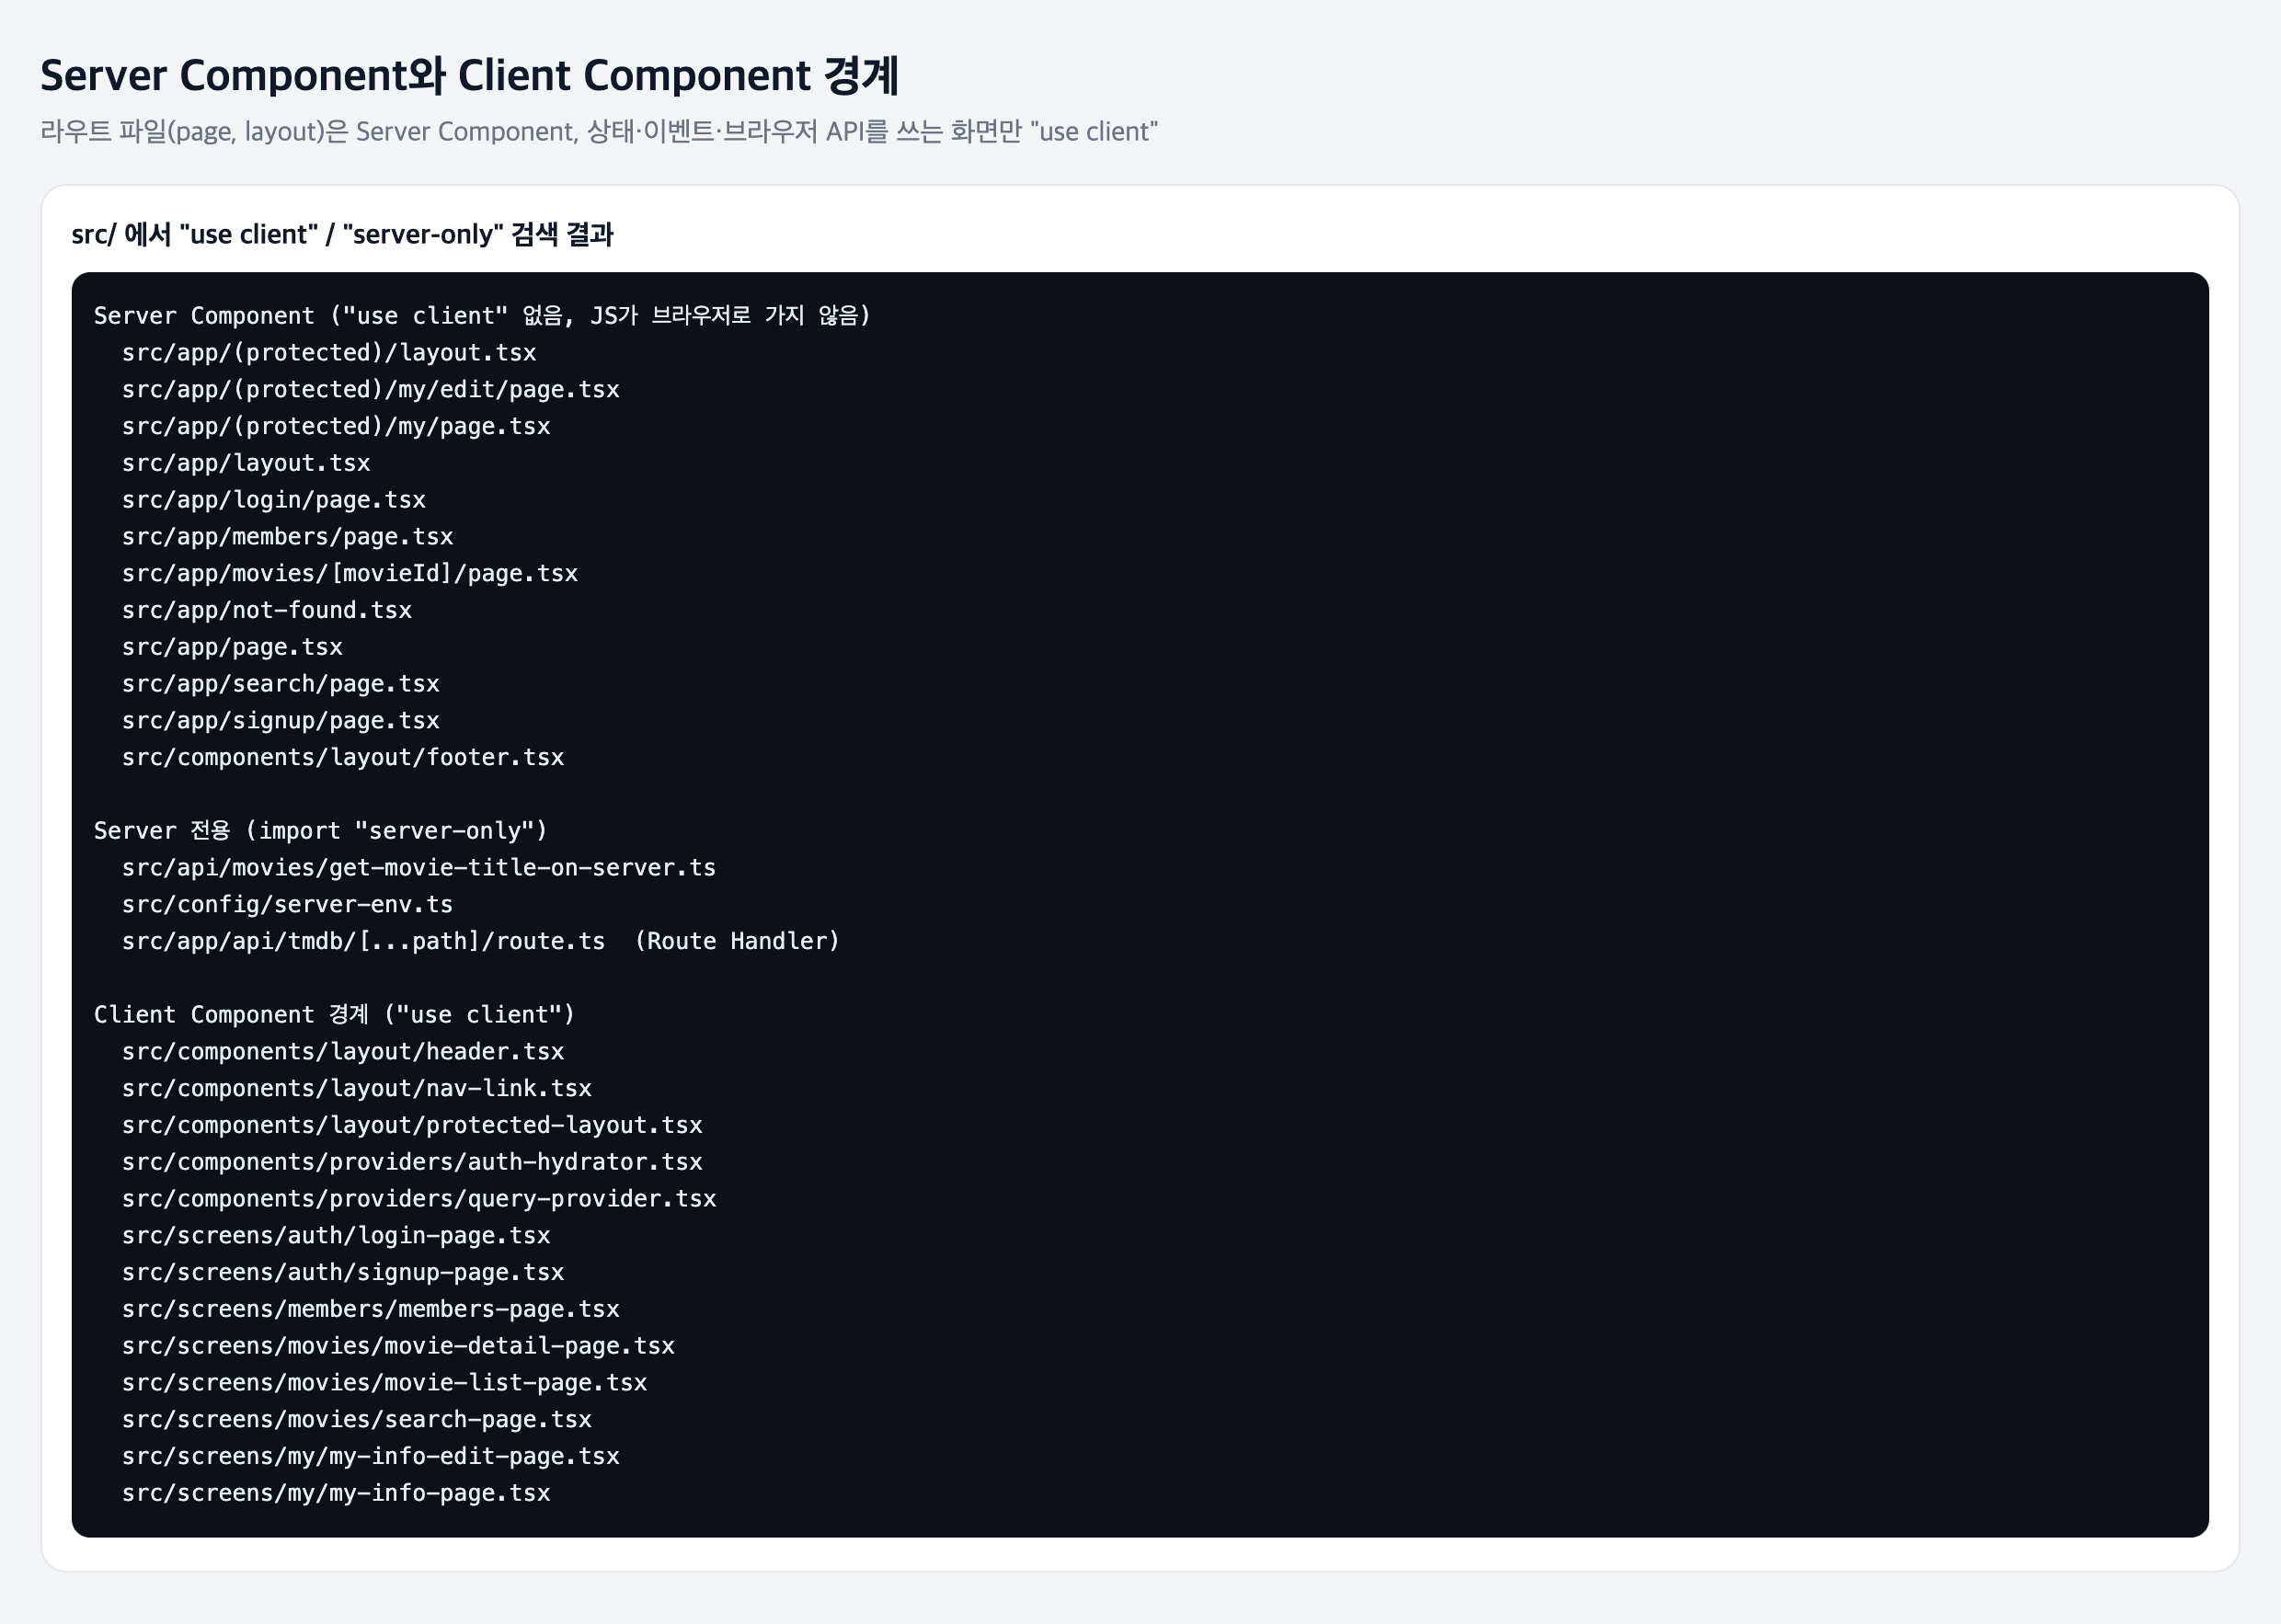 Server Component와 Client Component 경계
라우트 파일(page, layout)은 Server Component, 상태·이벤트·브라우저 API를 쓰는 화면만 "use client"
src/ 에서 "use client" / "server-only" 검색 결과
Server Component ("use client" 없음, JS가 브라우저로 가지 않음)
src/app/(protected)/layout.tsx
src/app/(protected)/my/edit/page.tsx
src/app/(protected)/my/page.tsx
src/app/layout.tsx
src/app/login/page.tsx
src/app/members/page.tsx
src/app/movies/[movieId]/page.tsx
src/app/not-found.tsx
src/app/page.tsx
src/app/search/page.tsx
src/app/signup/page.tsx
src/components/layout/footer.tsx
Server 전용 (import "server-only")
src/api/movies/get-movie-title-on-server.ts
src/config/server-env.ts
src/app/api/tmdb/[...path]/route.ts  (Route Handler)
Client Component 경계 ("use client")
src/components/layout/header.tsx
src/components/layout/nav-link.tsx
src/components/layout/protected-layout.tsx
src/components/providers/auth-hydrator.tsx
src/components/providers/query-provider.tsx
src/screens/auth/login-page.tsx
src/screens/auth/signup-page.tsx
src/screens/members/members-page.tsx
src/screens/movies/movie-detail-page.tsx
src/screens/movies/movie-list-page.tsx
src/screens/movies/search-page.tsx
src/screens/my/my-info-edit-page.tsx
src/screens/my/my-info-page.tsx